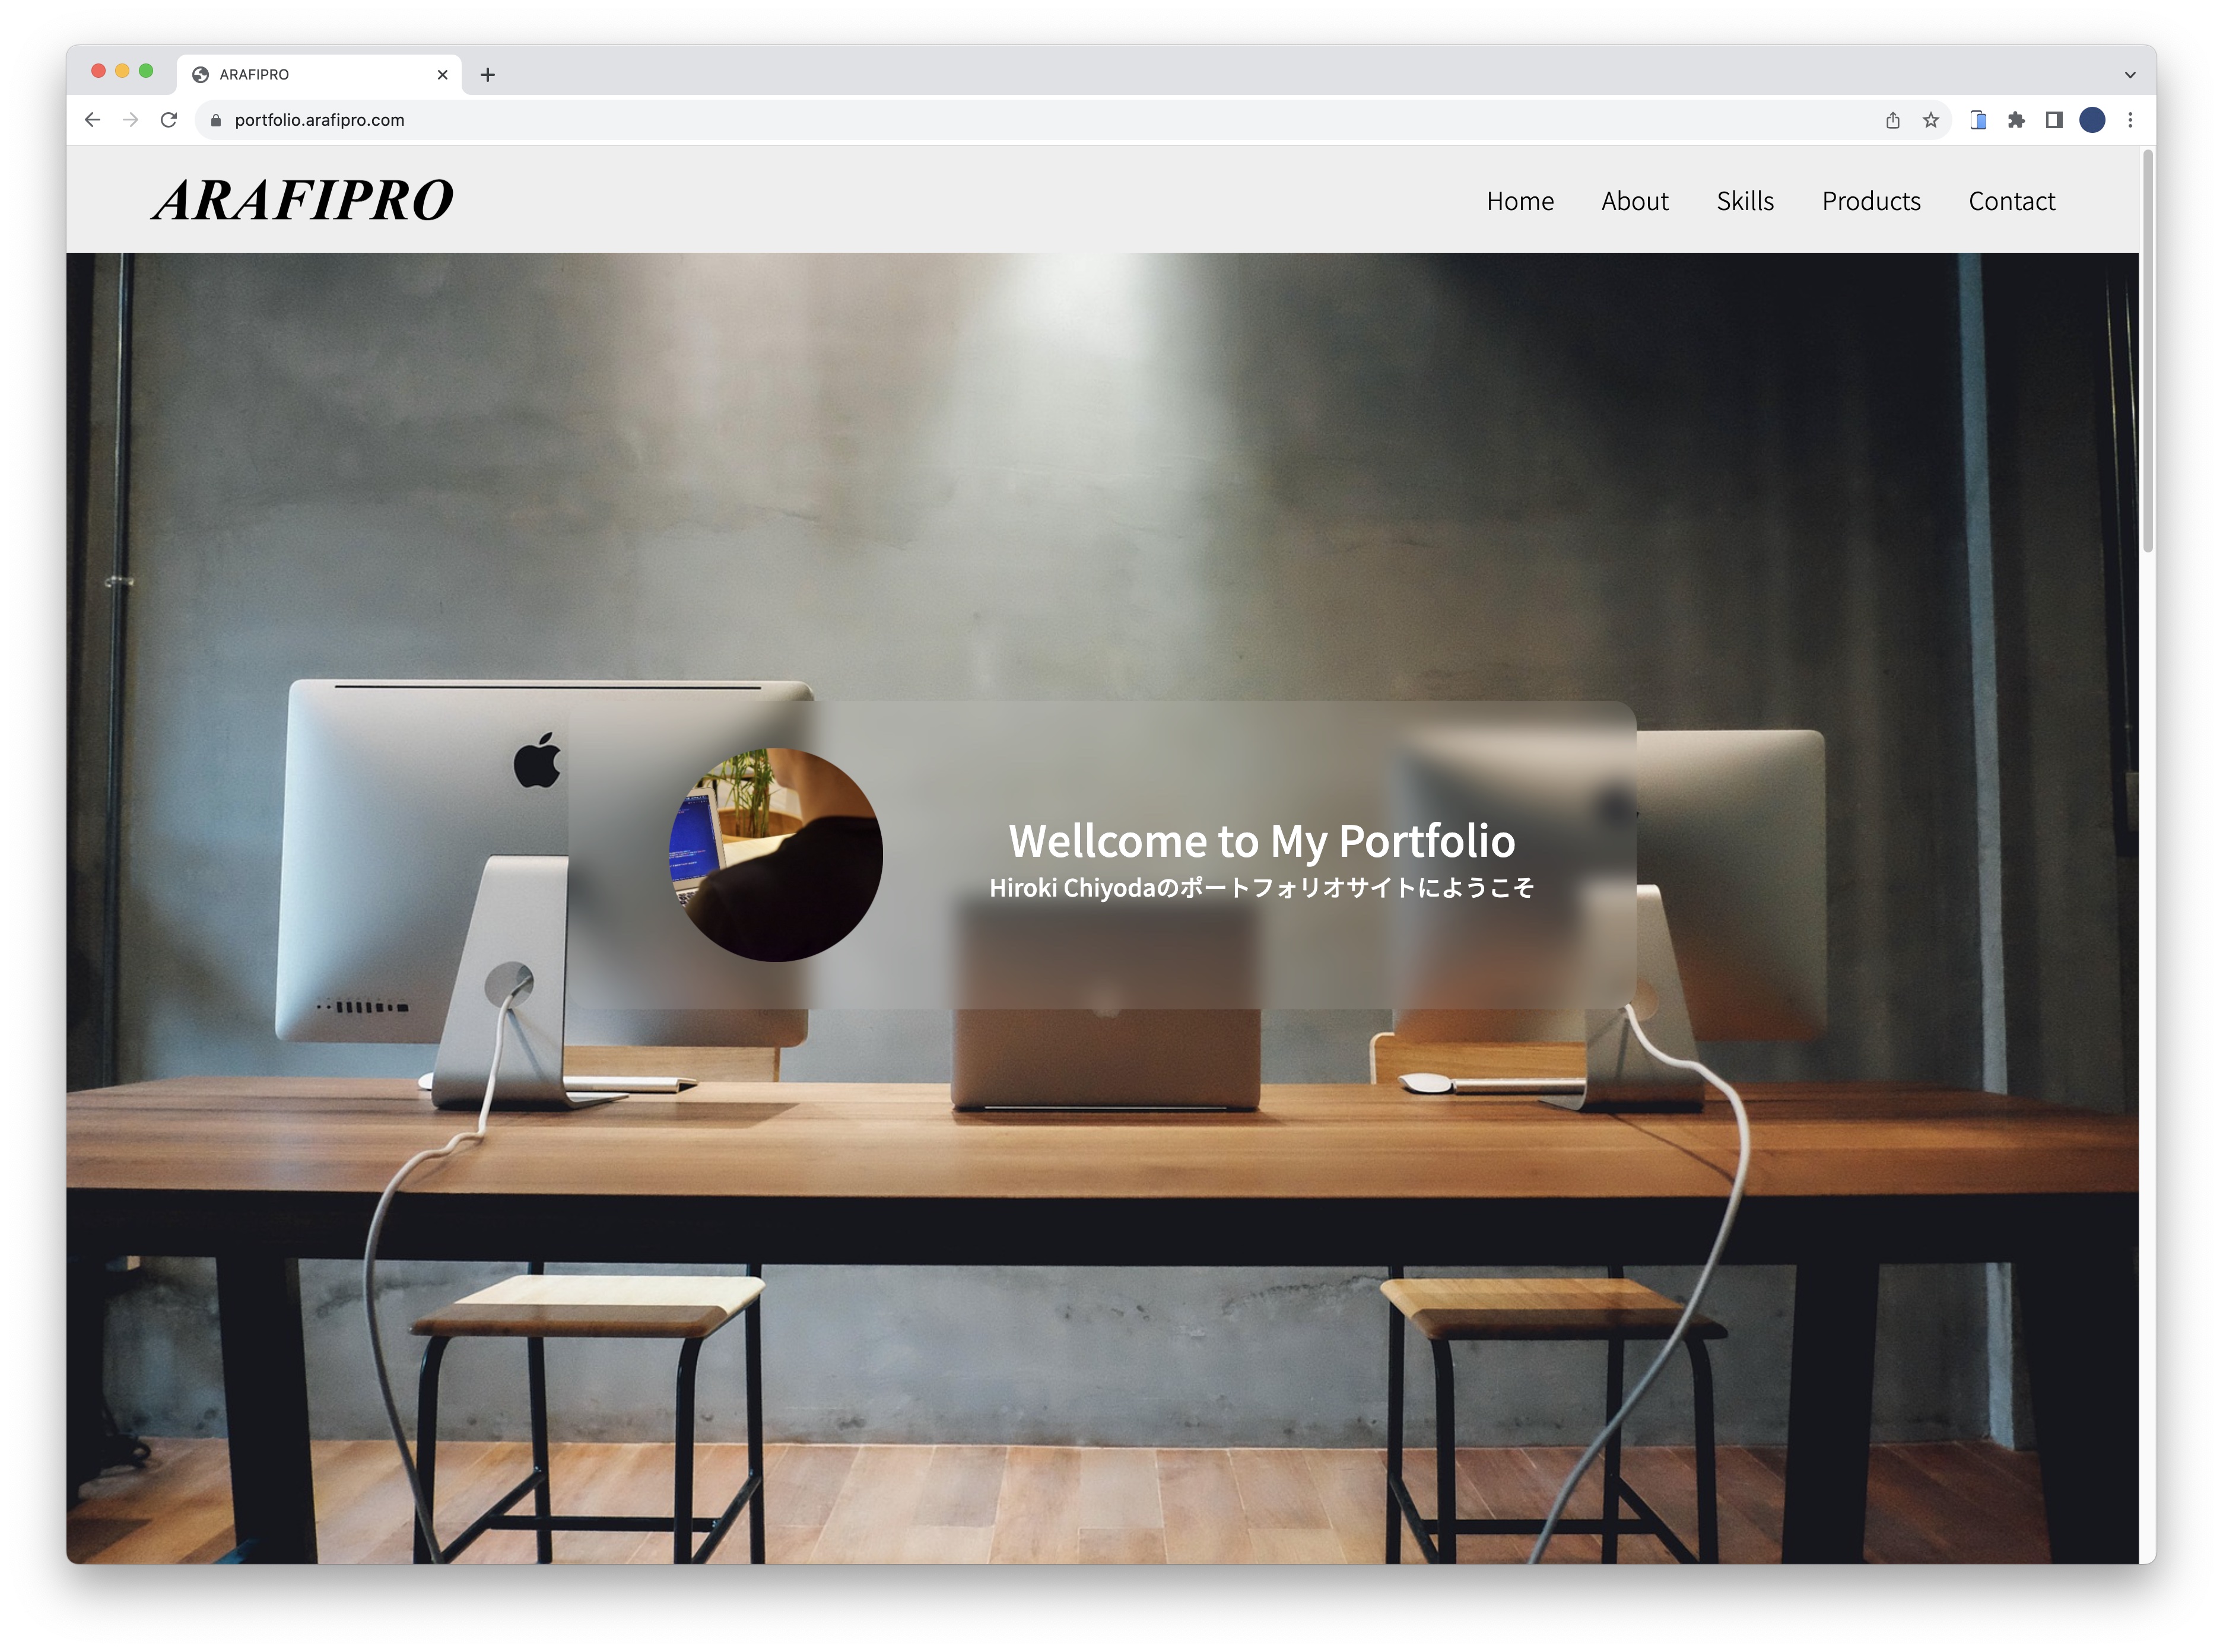 ARAFIPRO
portfolio.arafipro.com
ARAFIPRO
Home About Skills Products Contact
Wellcome to My Portfolio
Hiroki Chiyodaのポートフォリオサイトにようこそ